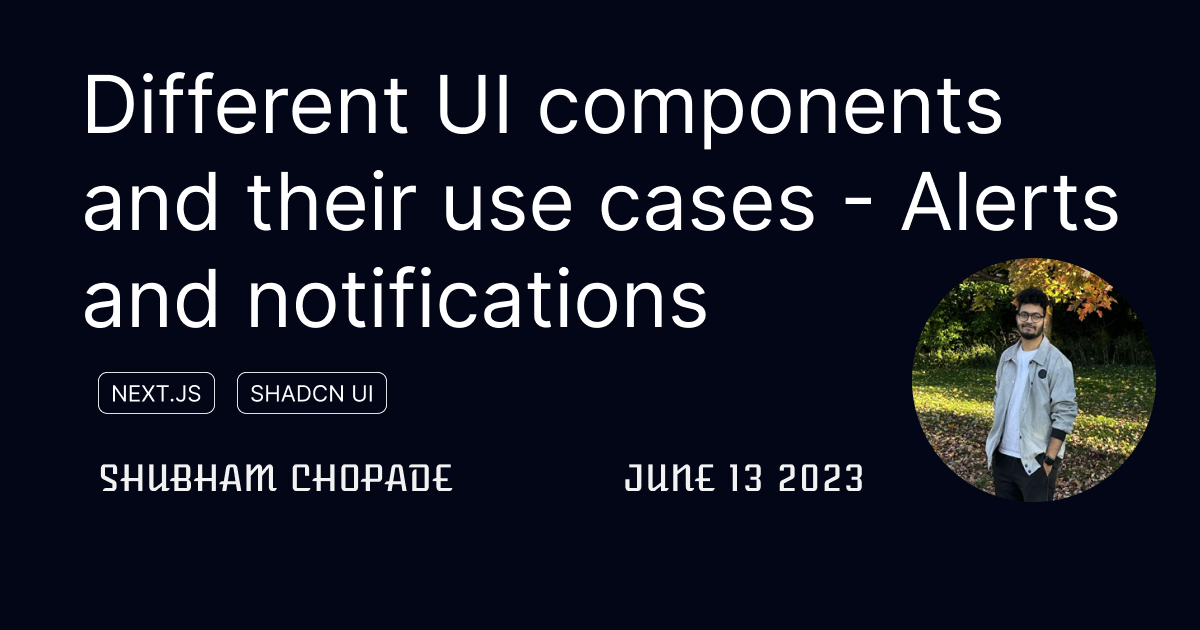 Different UI components
and their use cases - Alerts
and notifications
NEXT.JS SHADCN UI
SHUBHAM CHOPADE JUNE 13 2023